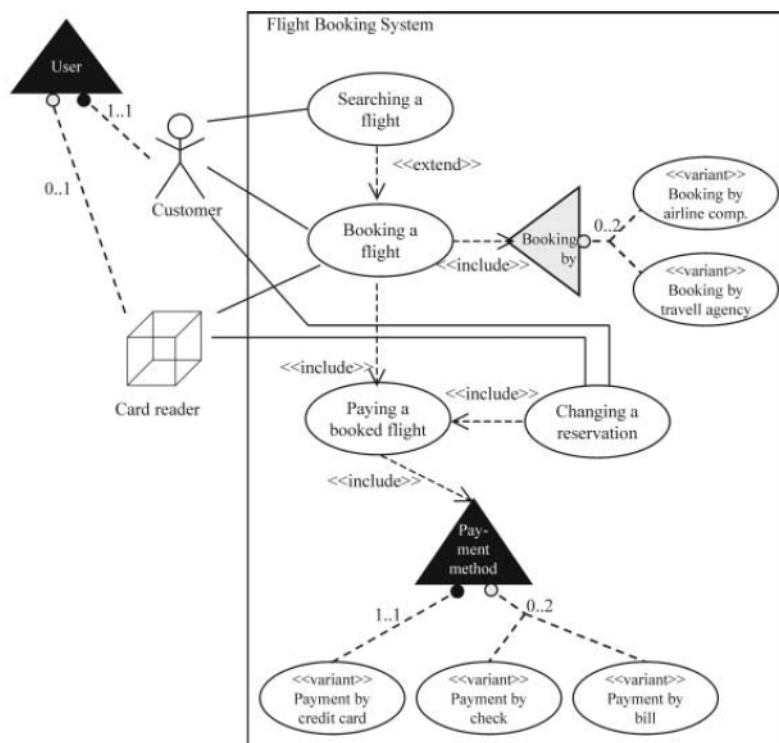 Flight Booking System
User
1..1
0..1
Customer
Card reader
Searching a
flight
<<extend>>
Booking a
flight
<<include>>
Booking
by
0..2
<<variant>>
Booking by
airline comp.
<<variant>>
Booking by
travell agency
<<include>>
Paying a
booked flight
<<include>>
Changing a
reservation
<<include>>
Pay-
ment
method
1..1
0..2
<<variant>>
Payment by
credit card
<<variant>>
Payment by
check
<<variant>>
Payment by
bill